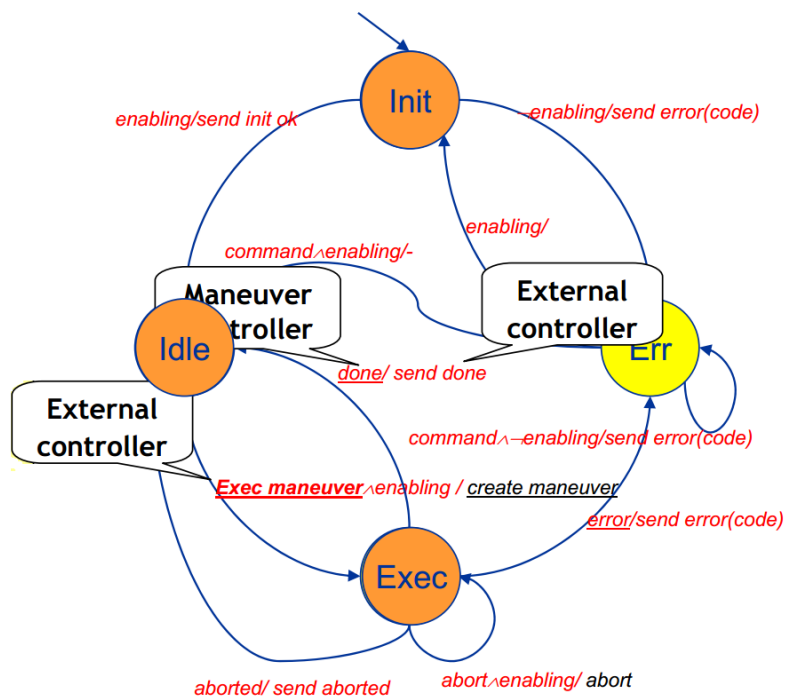 Init
enabling/send init ok
¬enabling/send error(code)
enabling/
command∧enabling/-
Maneuver
External
controller
Idle
Err
done/ send done
External
controller
command∧¬enabling/send error(code)
Exec maneuver∧enabling / create maneuver
error/send error(code)
Exec
abort∧enabling/ abort
aborted/ send aborted